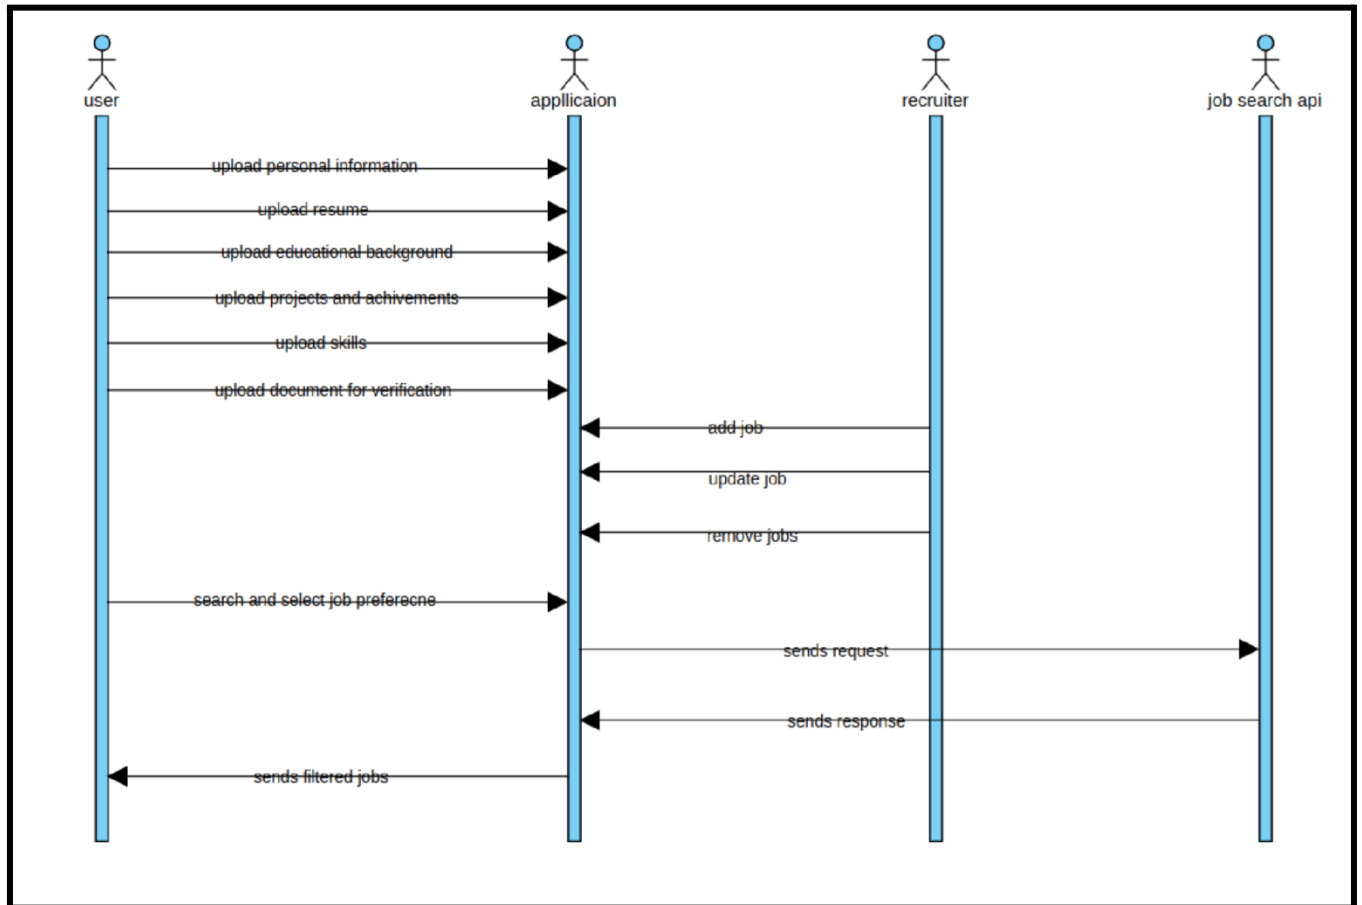 user
appllicaion
recruiter
job search api
upload personal information
upload resume
upload educational background
upload projects and achivements
upload skills
upload document for verification
add job
update job
remove jobs
search and select job preferecne
sends request
sends response
sends filtered jobs